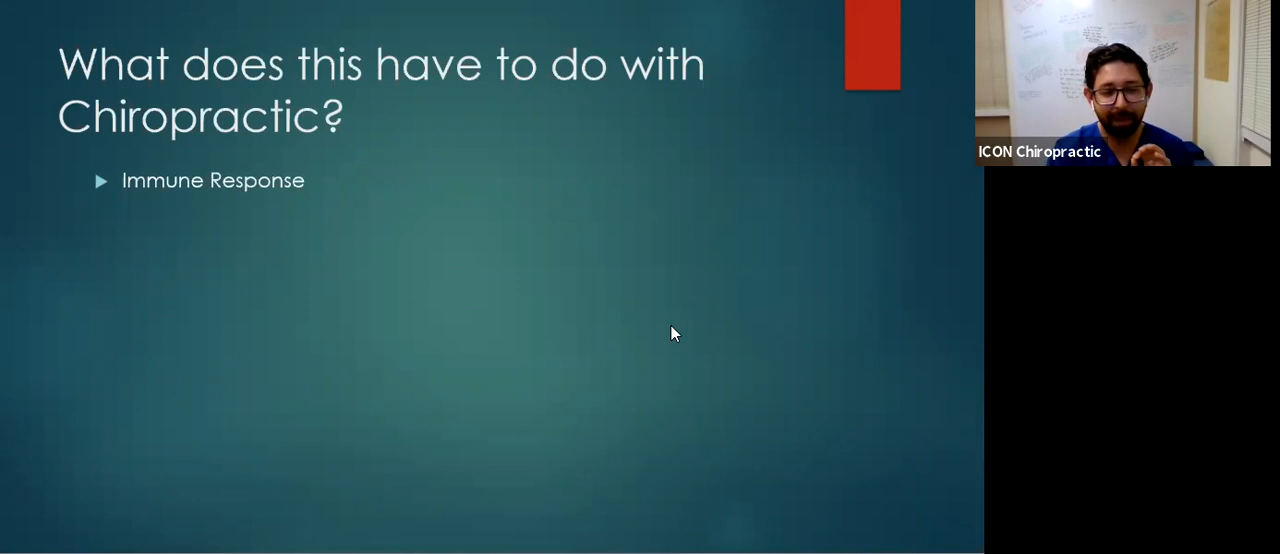 What does this have to do with
Chiropractic?
Immune Response
ICON Chiropractic